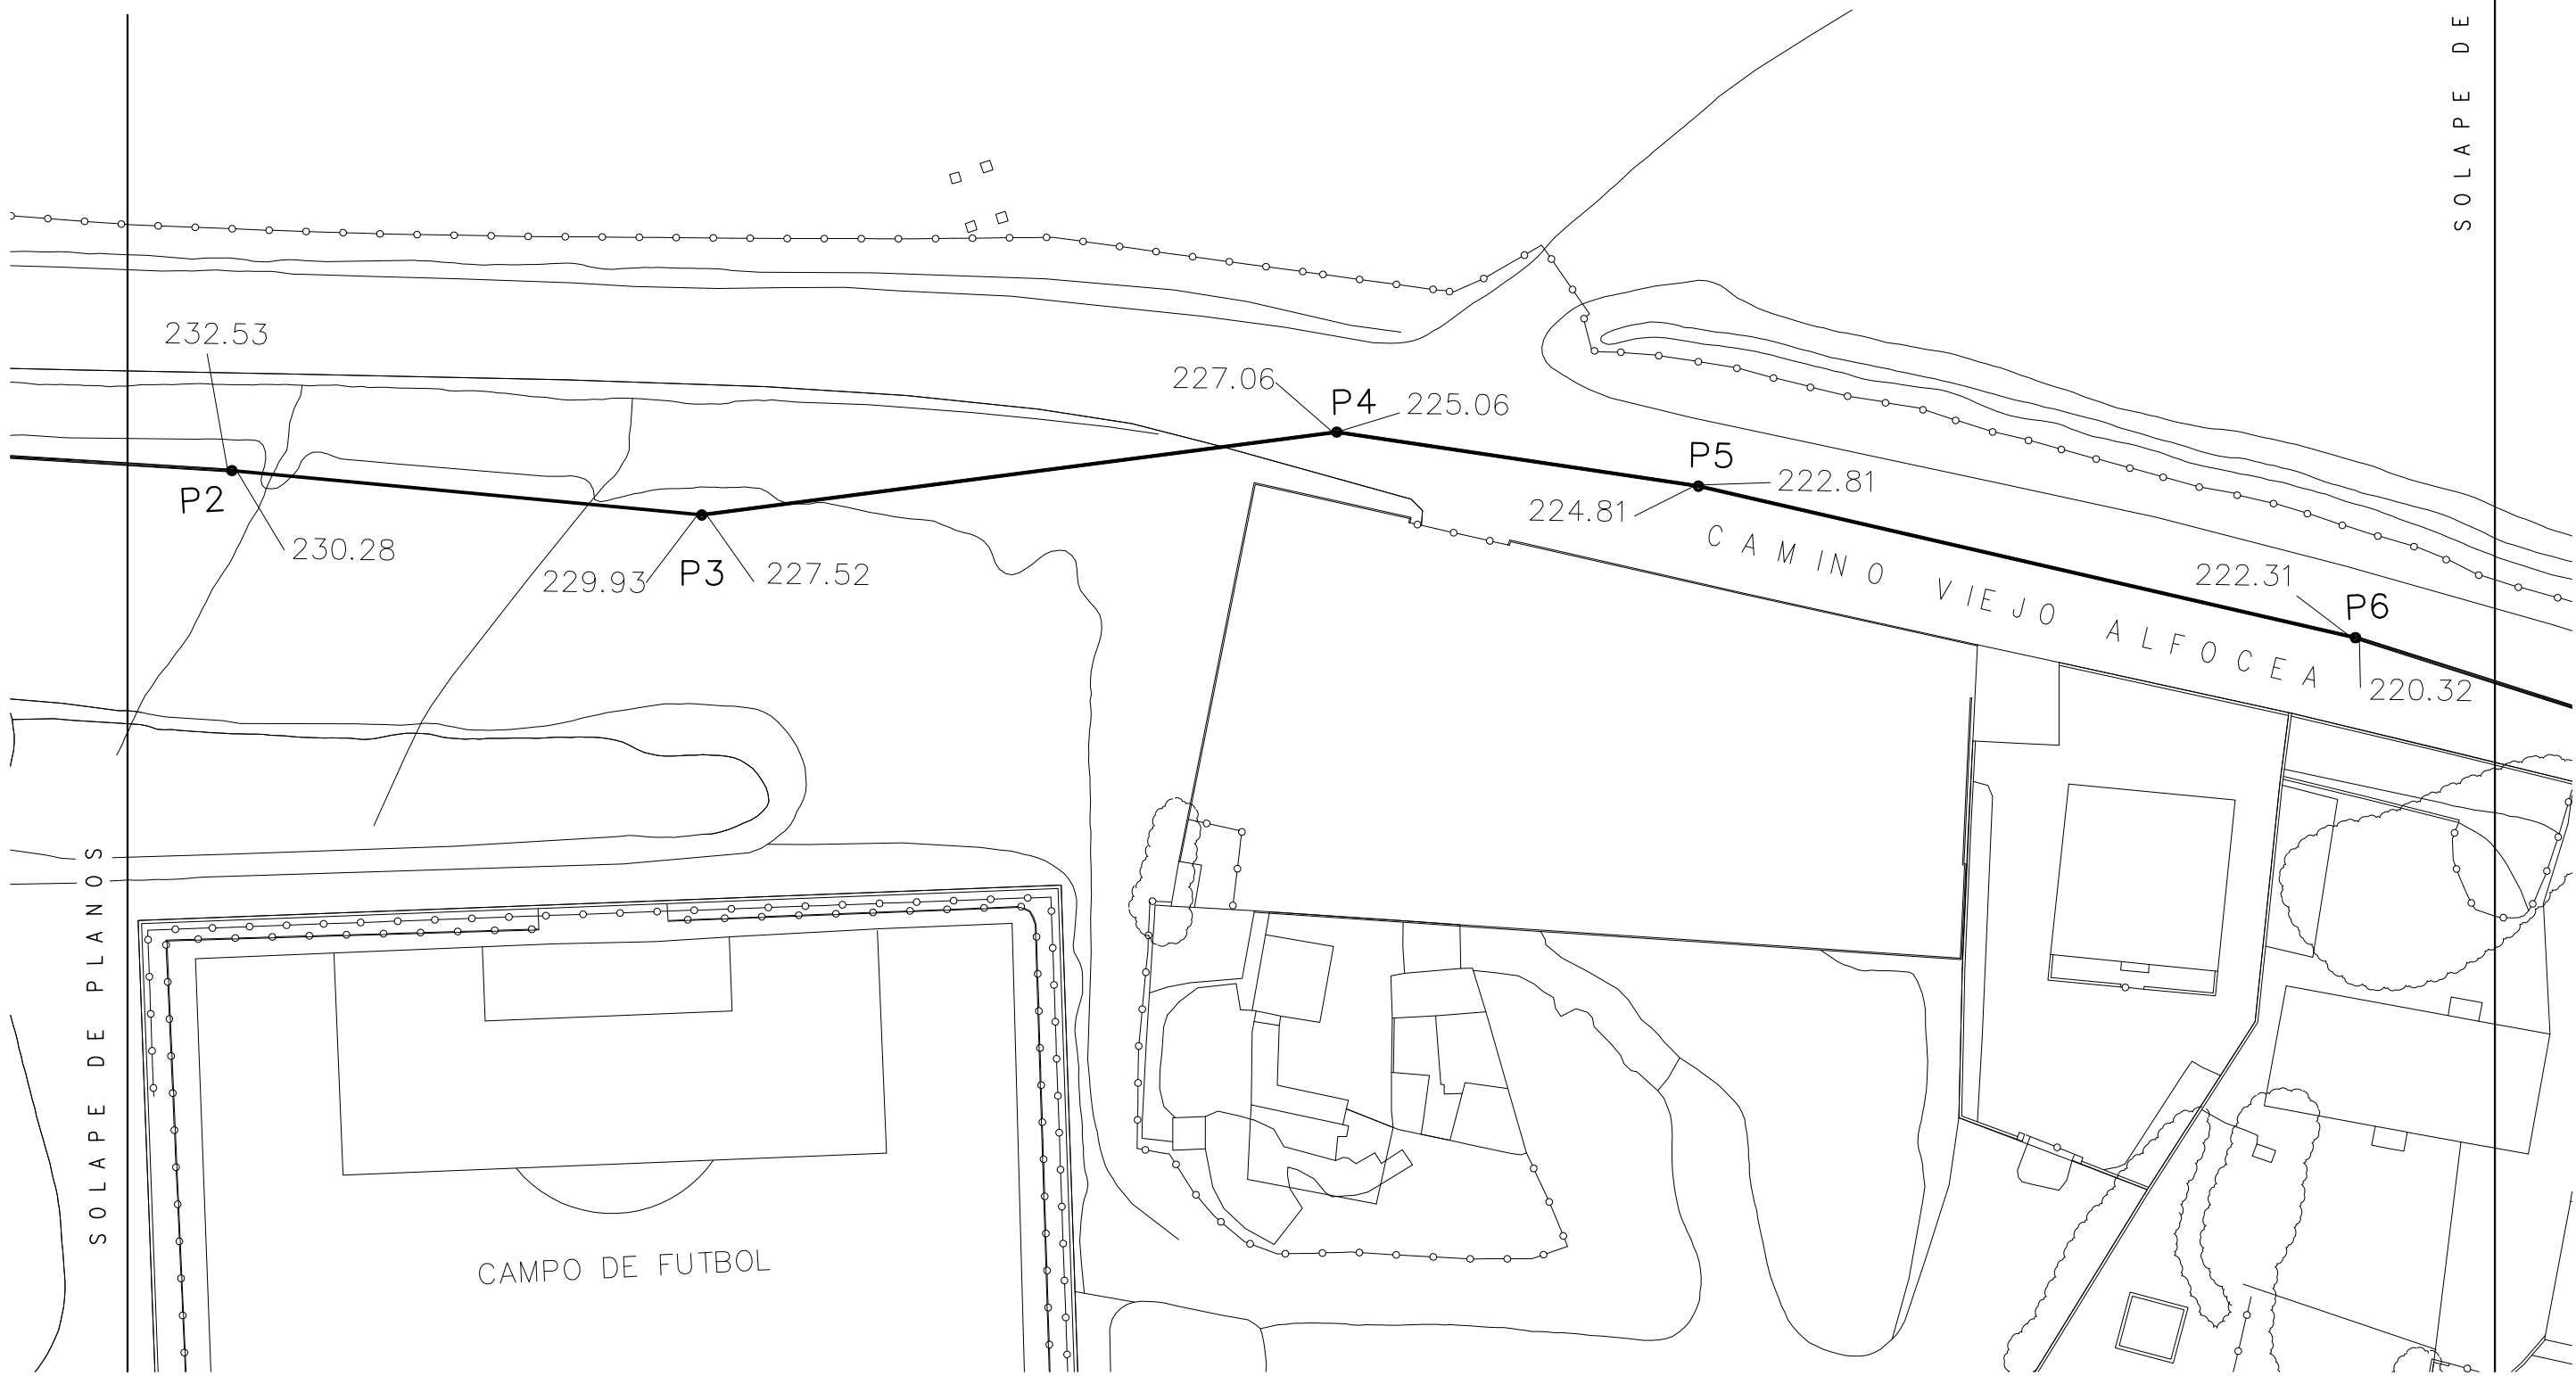 SOLAPE DE
232.53
227.06
P4
225.06
P5
222.81
P2
224.81
230.28
CAMINO VIEJO ALFOCEA
229.93
P3
227.52
222.31
P6
220.32
SOLAPE DE PLANOS
CAMPO DE FUTBOL